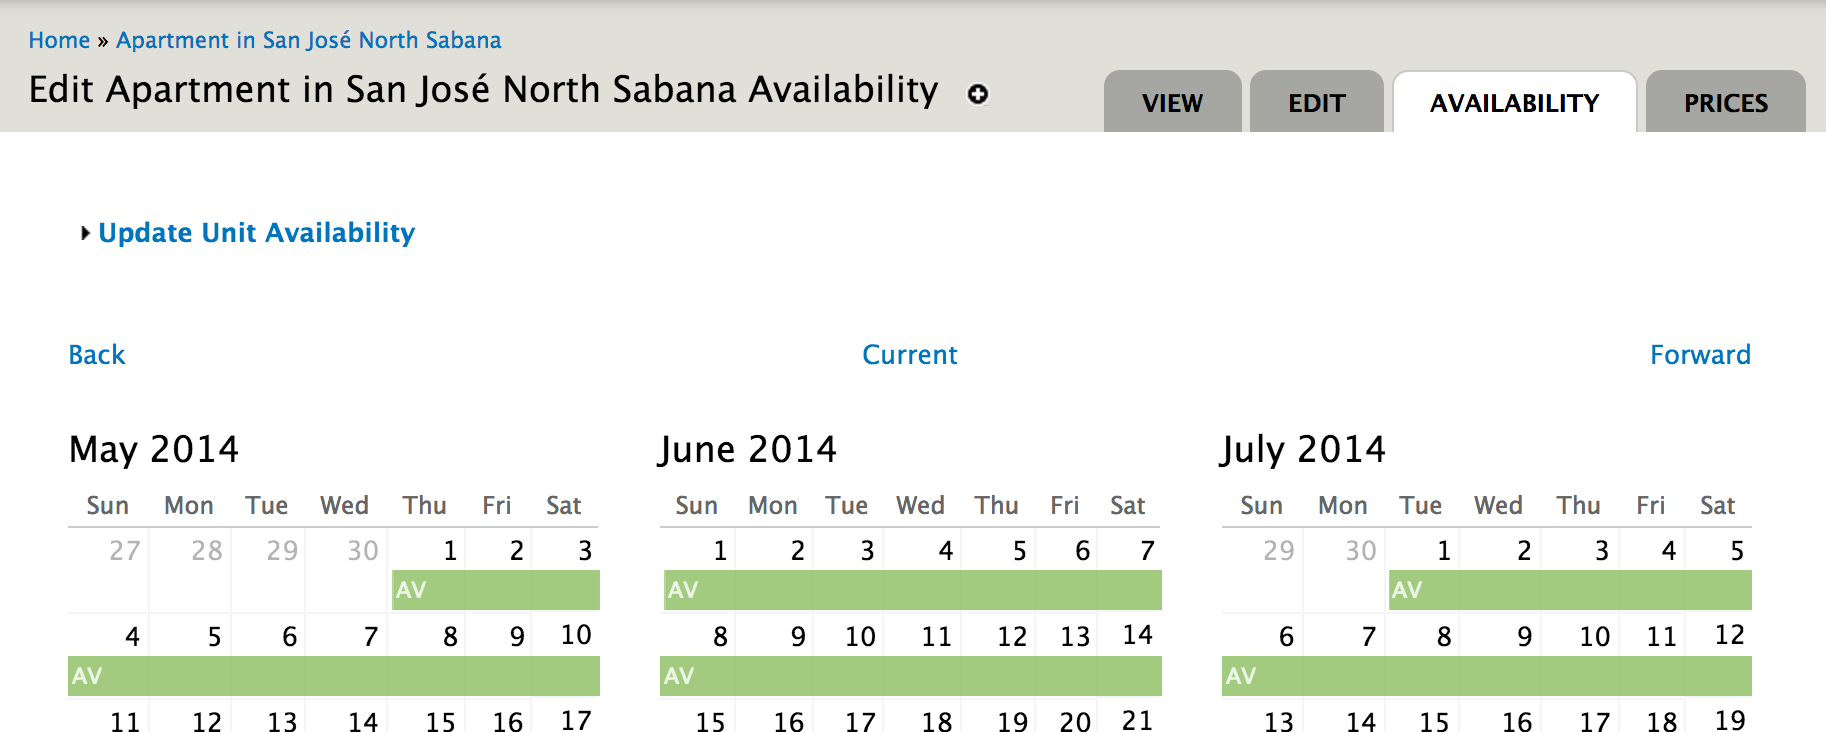 Home » Apartment in San José North Sabana
Edit Apartment in San José North Sabana Availability
VIEW EDIT AVAILABILITY PRICES
Update Unit Availability
Back Current Forward
May 2014 June 2014 July 2014
Sun Mon Tue Wed Thu Fri Sat Sun Mon Tue Wed Thu Fri Sat Sun Mon Tue Wed Thu Fri Sat
27 28 29 30 1 2 3 1 2 3 4 5 6 7 29 30 1 2 3 4 5
AV AV AV
4 5 6 7 8 9 10 8 9 10 11 12 13 14 6 7 8 9 10 11 12
AV AV AV
11 12 13 14 15 16 17 15 16 17 18 19 20 21 13 14 15 16 17 18 19